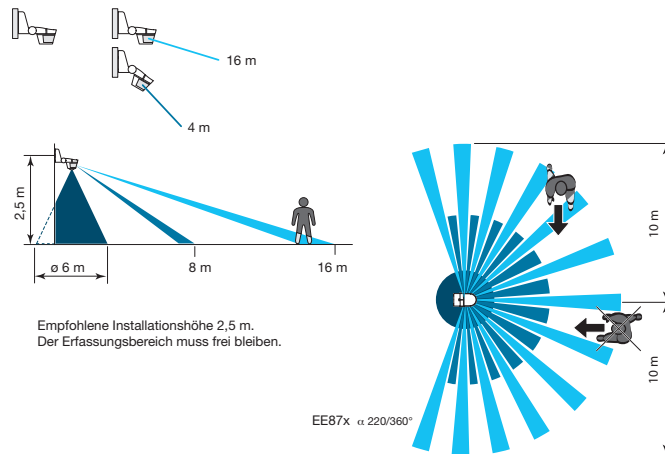 16 m
4 m
2,5 m
ø 6 m
8 m
16 m
Empfohlene Installationshöhe 2,5 m.
Der Erfassungsbereich muss frei bleiben.
10 m
10 m
EE87x α 220/360°